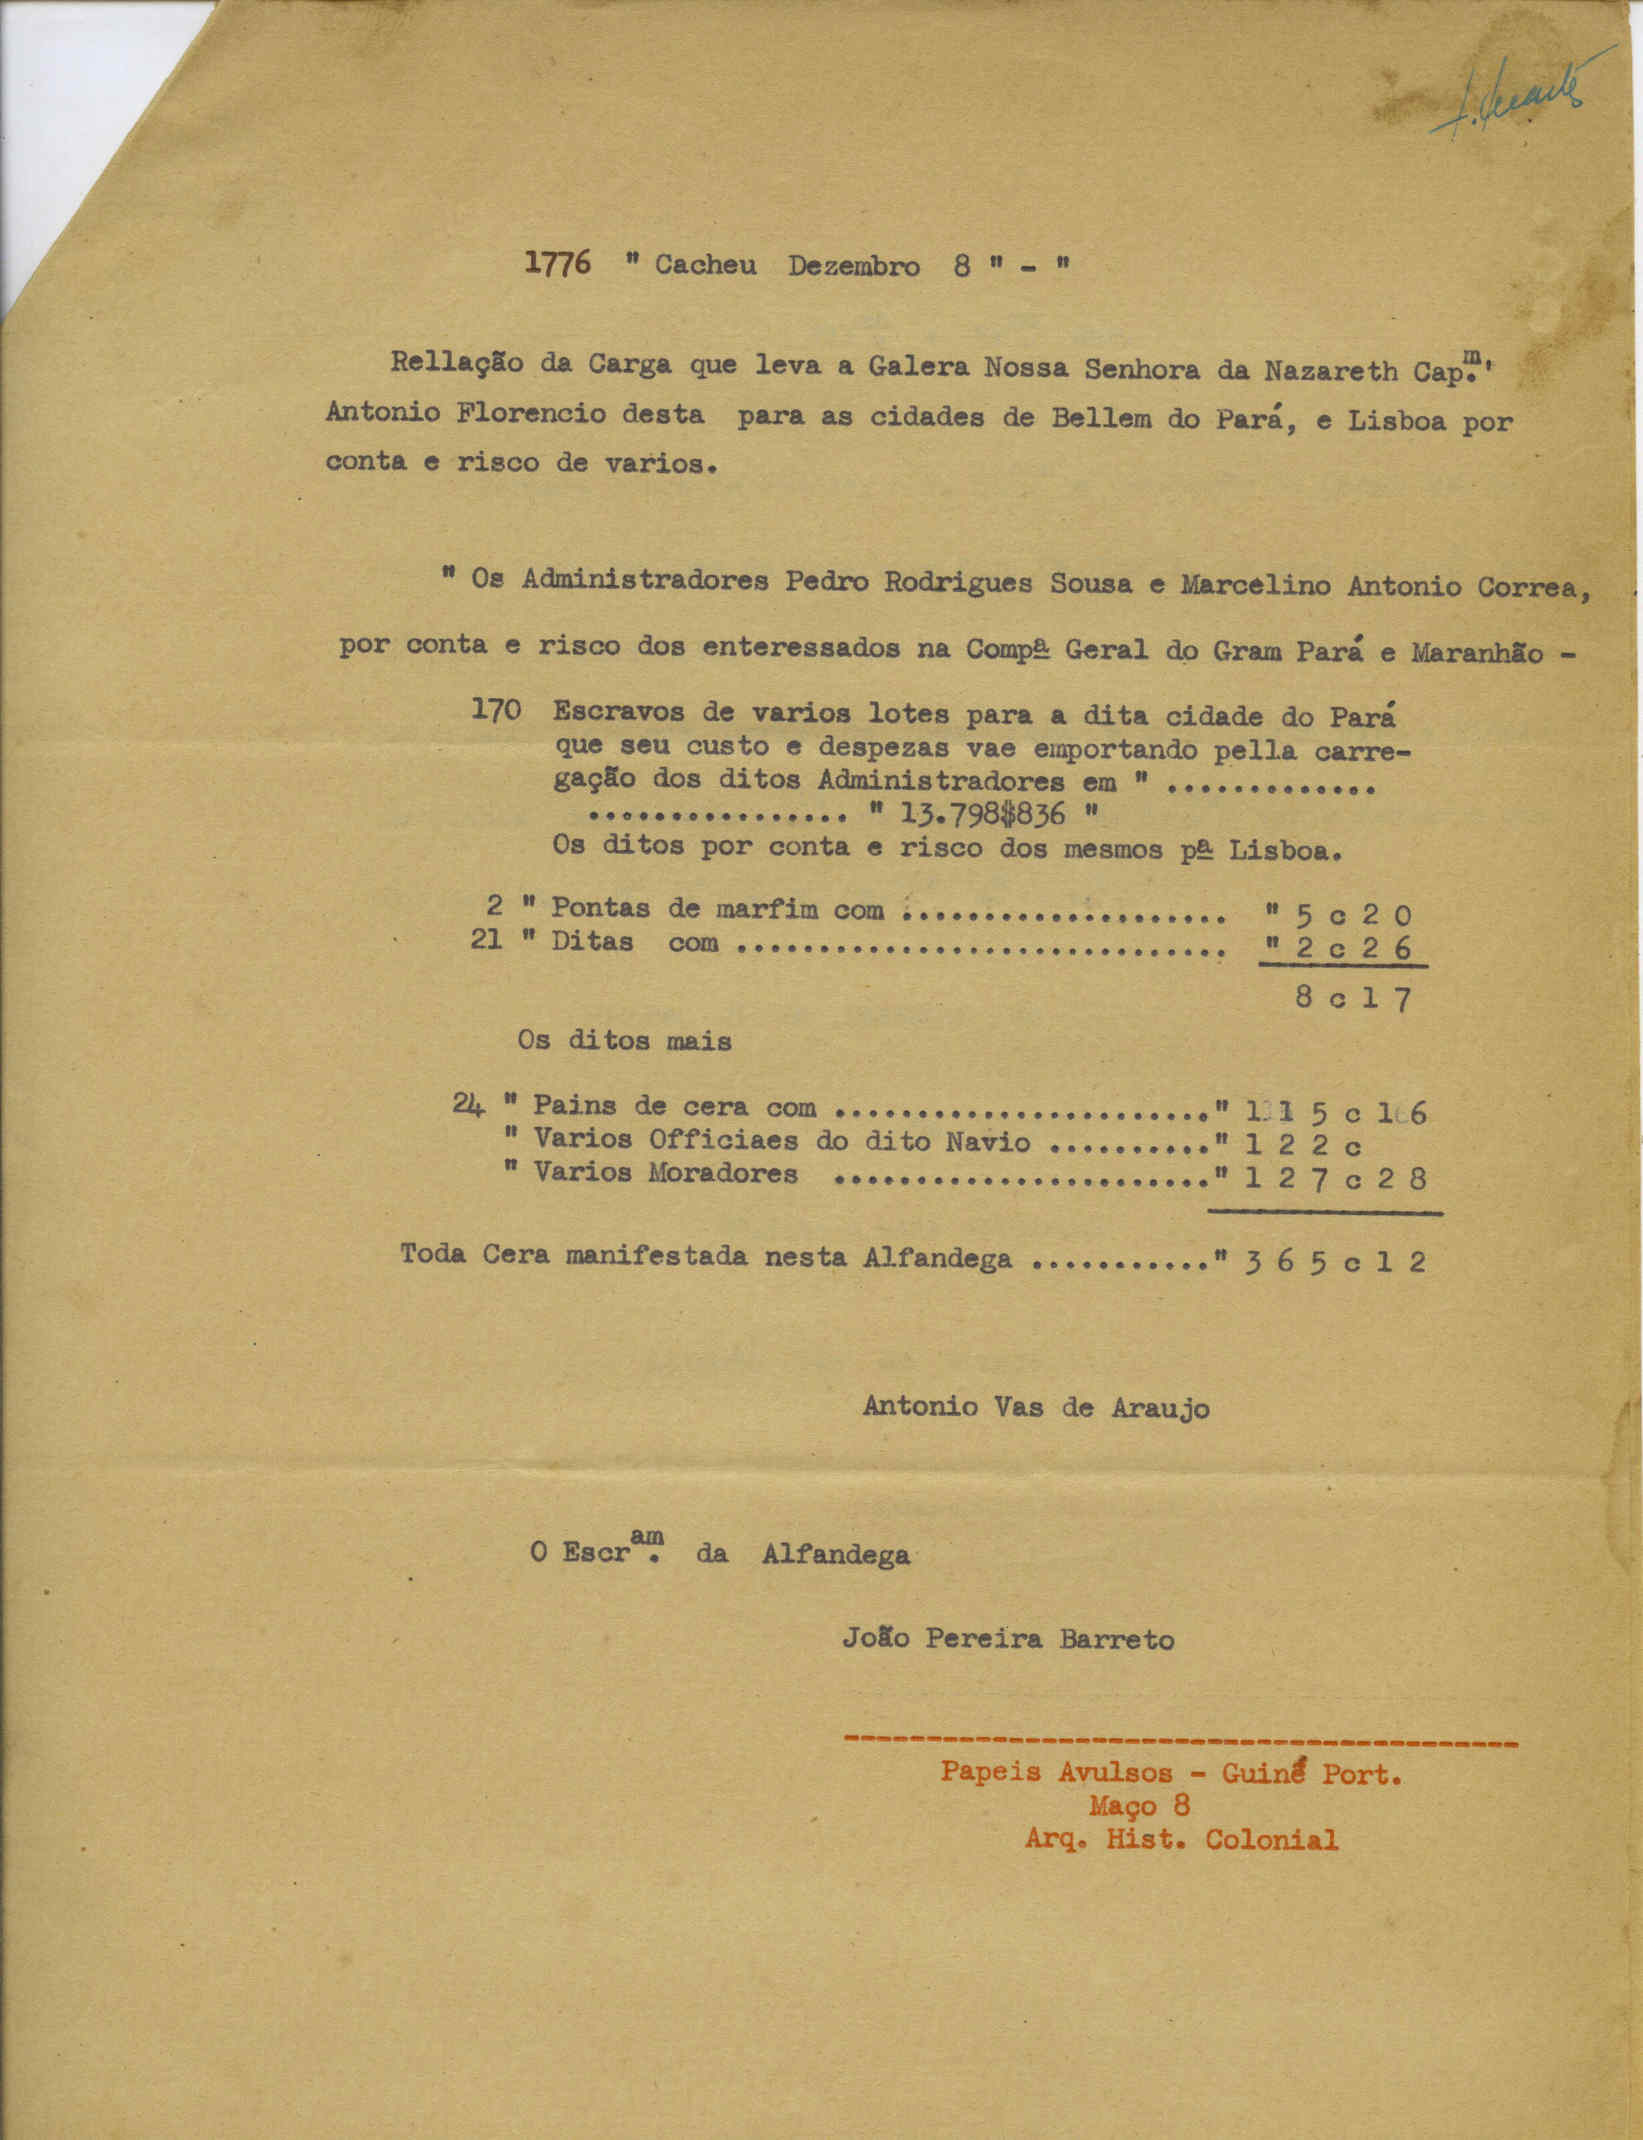 1776 " Cacheu Dezembro 8 " - "
Rellação da Carga que leva a Galera Nossa Senhora da Nazareth Cap.m'
Antonio Florencio desta para as cidades de Bellem do Pará, e Lisboa por
conta e risco de varios.
" Os Administradores Pedro Rodrigues Sousa e Marcelino Antonio Correa,
por conta e risco dos enteressados na Compª Geral do Gram Pará e Maranhão -
170 Escravos de varios lotes para a dita cidade do Pará
que seu custo e despezas vae emportando pella carre-
gação dos ditos Administradores em " .............
................ " 13.798$836 "
Os ditos por conta e risco dos mesmos pª Lisboa.
2 " Pontas de marfim com .................... " 5 c 2 0
21 " Ditas com .............................. " 2 c 2 6
8 c 1 7
Os ditos mais
24 " Pains de cera com ......................." 1 1 5 c 1 6
" Varios Officiaes do dito Navio .........." 1 2 2 c
" Varios Moradores ......................." 1 2 7 c 2 8
Toda Cera manifestada nesta Alfandega ..........." 3 6 5 c 1 2
Antonio Vas de Araujo
O Escr.am da Alfandega
João Pereira Barreto
-----------------------------------------
Papeis Avulsos - Guiné Port.
Maço 8
Arq. Hist. Colonial